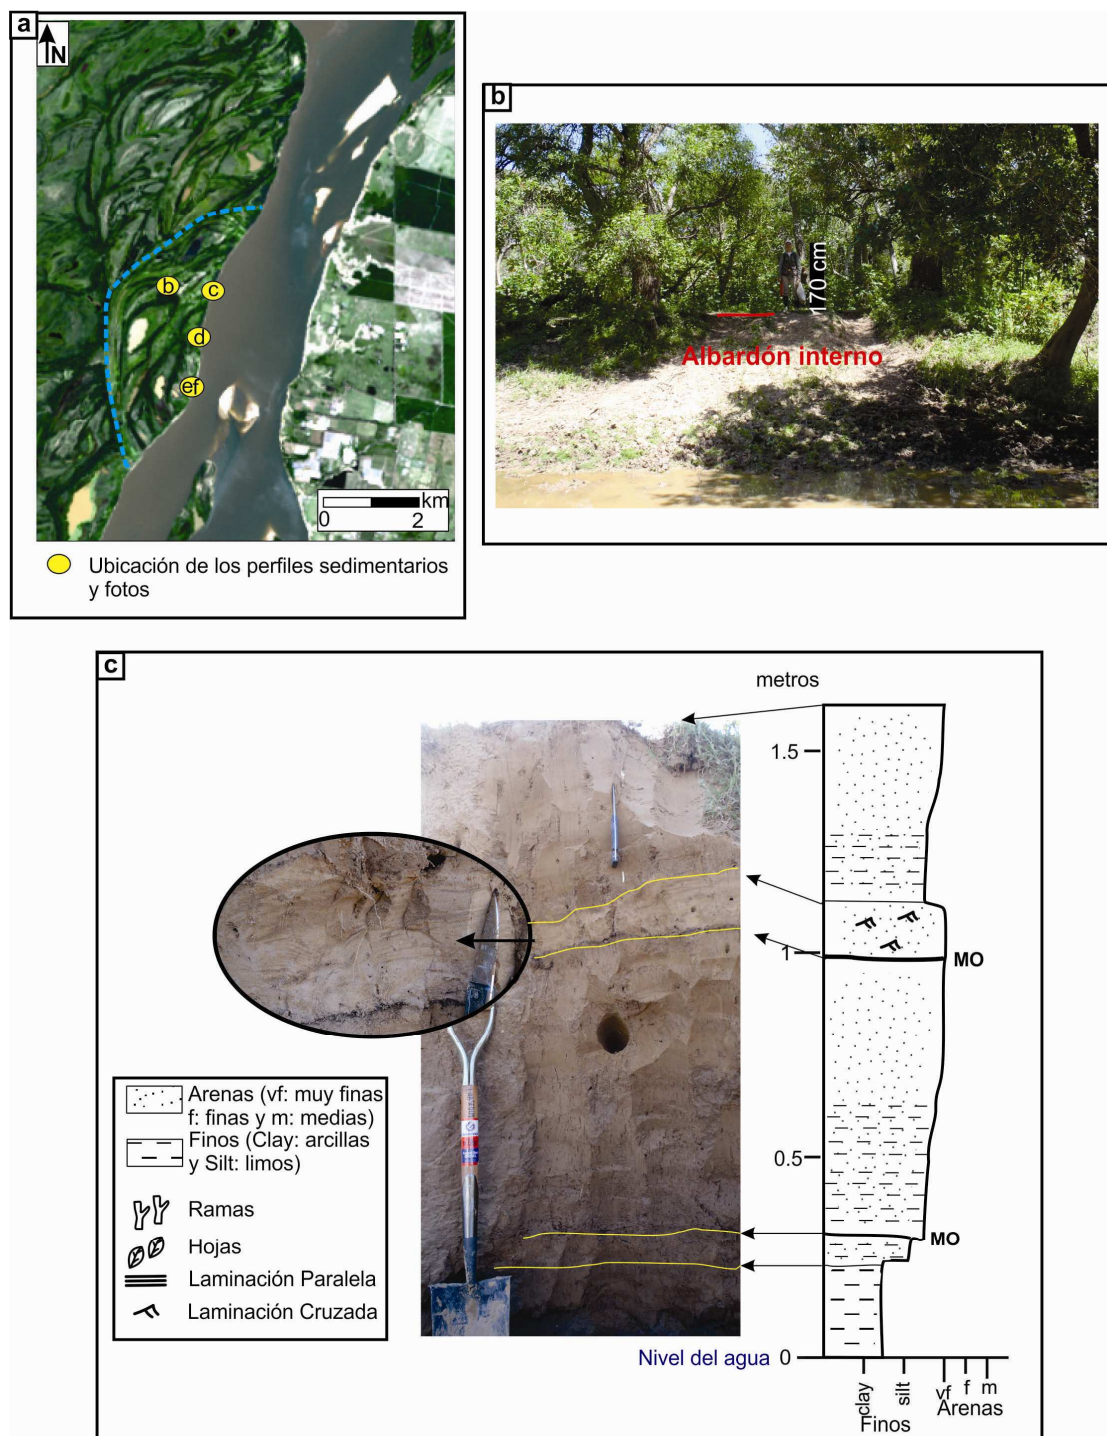 a
N
b
c
d
ef
km
0
2
Ubicación de los perfiles sedimentarios
y fotos
b
170 cm
Albardón interno
c
metros
1.5
1
MO
0.5
MO
Nivel del agua
0
clay
silt
vf
f
m
Finos
Arenas
Arenas (vf: muy finas
f: finas y m: medias)
Finos (Clay: arcillas
y Silt: limos)
Ramas
Hojas
Laminación Paralela
Laminación Cruzada